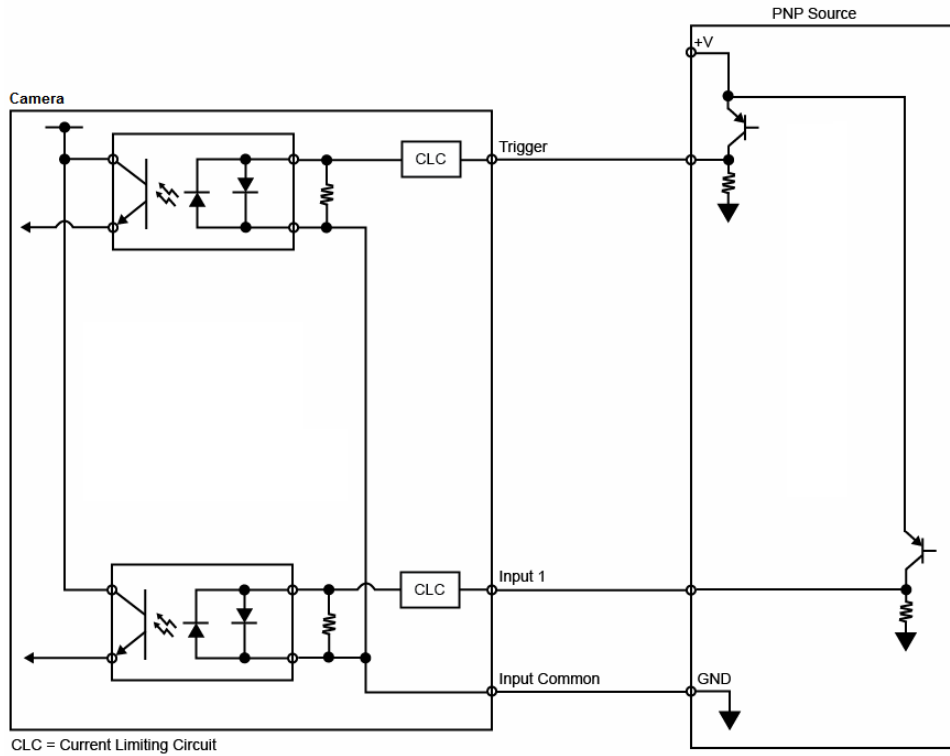 PNP Source
+V
Camera
CLC
Trigger
CLC
Input 1
Input Common
GND
CLC = Current Limiting Circuit